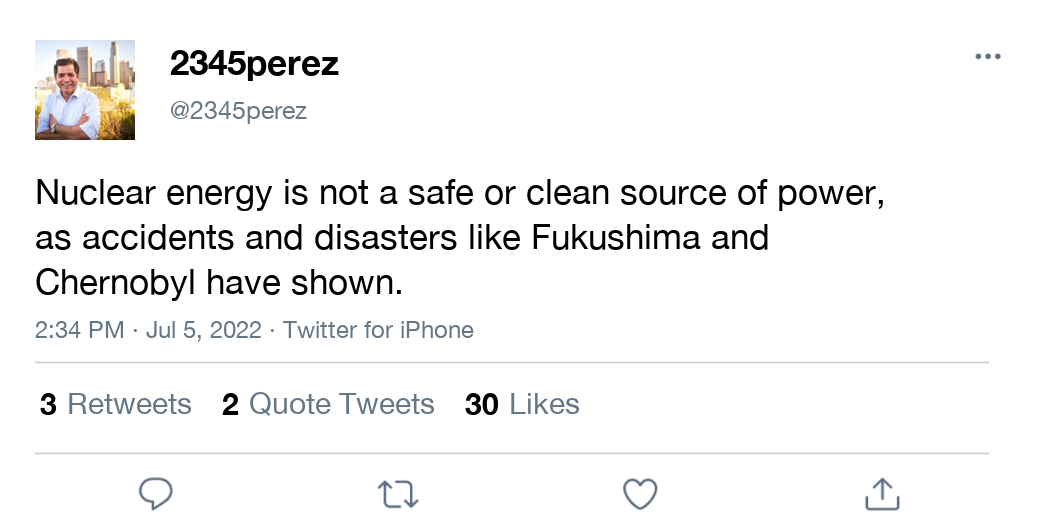 2345perez
@2345perez
Nuclear energy is not a safe or clean source of power,
as accidents and disasters like Fukushima and
Chernobyl have shown.
2:34 PM · Jul 5, 2022 · Twitter for iPhone
3 Retweets 2 Quote Tweets 30 Likes